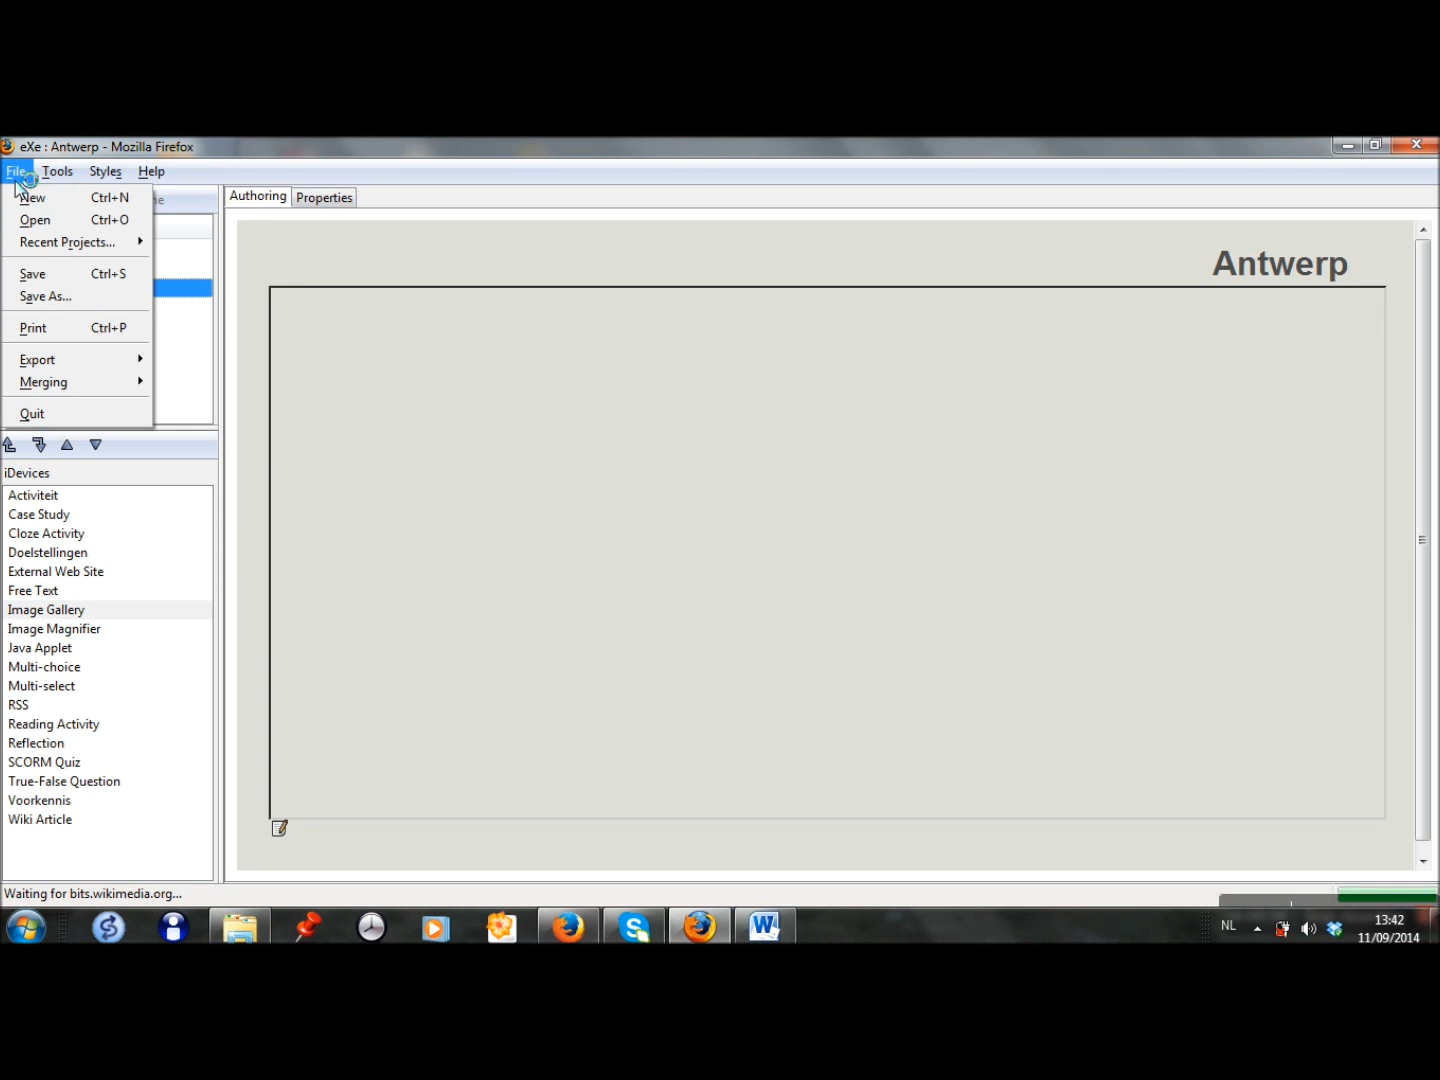 eXe : Antwerp - Mozilla Firefox
File Tools Styles Help
New Ctrl+N
Open Ctrl+O
Recent Projects...
Save Ctrl+S
Save As...
Print Ctrl+P
Export
Merging
Quit
Authoring Properties
Antwerp
iDevices
Activiteit
Case Study
Cloze Activity
Doelstellingen
External Web Site
Free Text
Image Gallery
Image Magnifier
Java Applet
Multi-choice
Multi-select
RSS
Reading Activity
Reflection
SCORM Quiz
True-False Question
Voorkennis
Wiki Article
Waiting for bits.wikimedia.org...
NL
13:42
11/09/2014